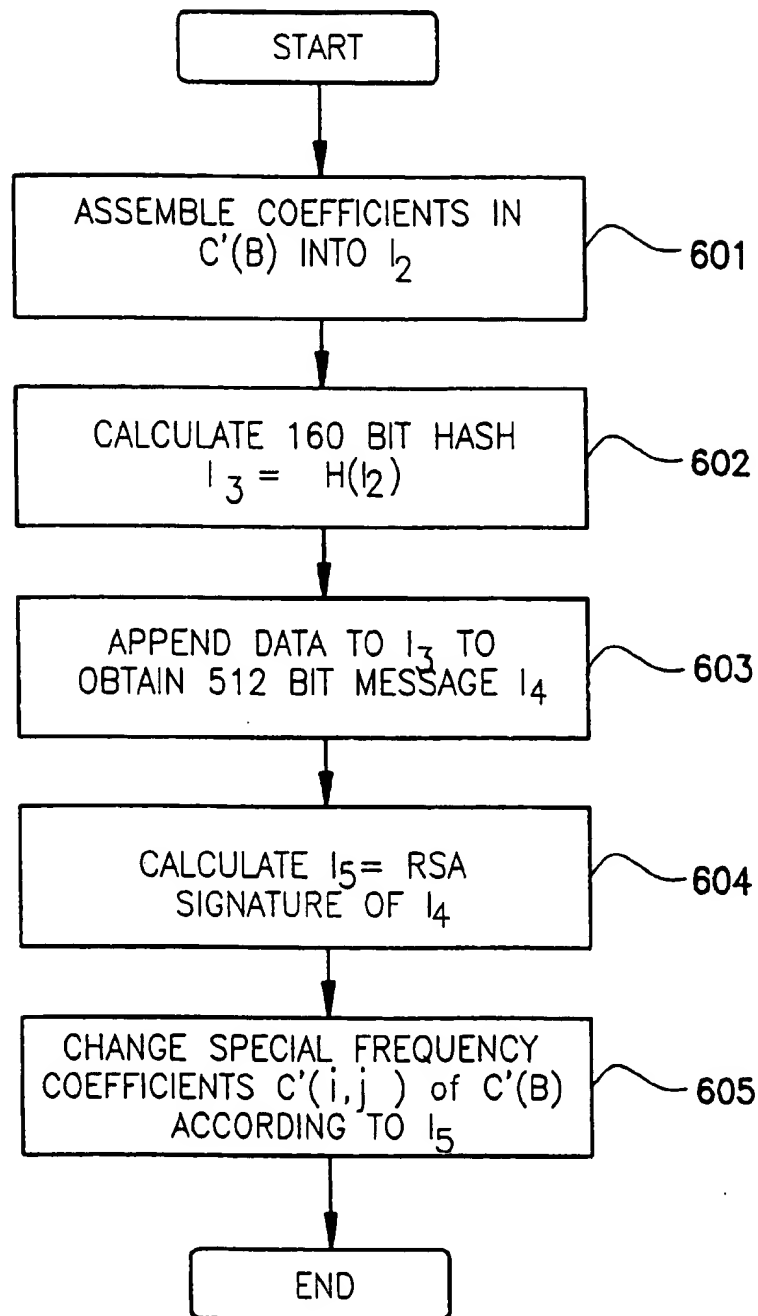 START
ASSEMBLE COEFFICIENTS IN
C'(B) INTO I2
601
CALCULATE 160 BIT HASH
I3 = H(I2)
602
APPEND DATA TO I3 TO
OBTAIN 512 BIT MESSAGE I4
603
CALCULATE I5= RSA
SIGNATURE OF I4
604
CHANGE SPECIAL FREQUENCY
COEFFICIENTS C'(i,j ) of C'(B)
ACCORDING TO I5
605
END